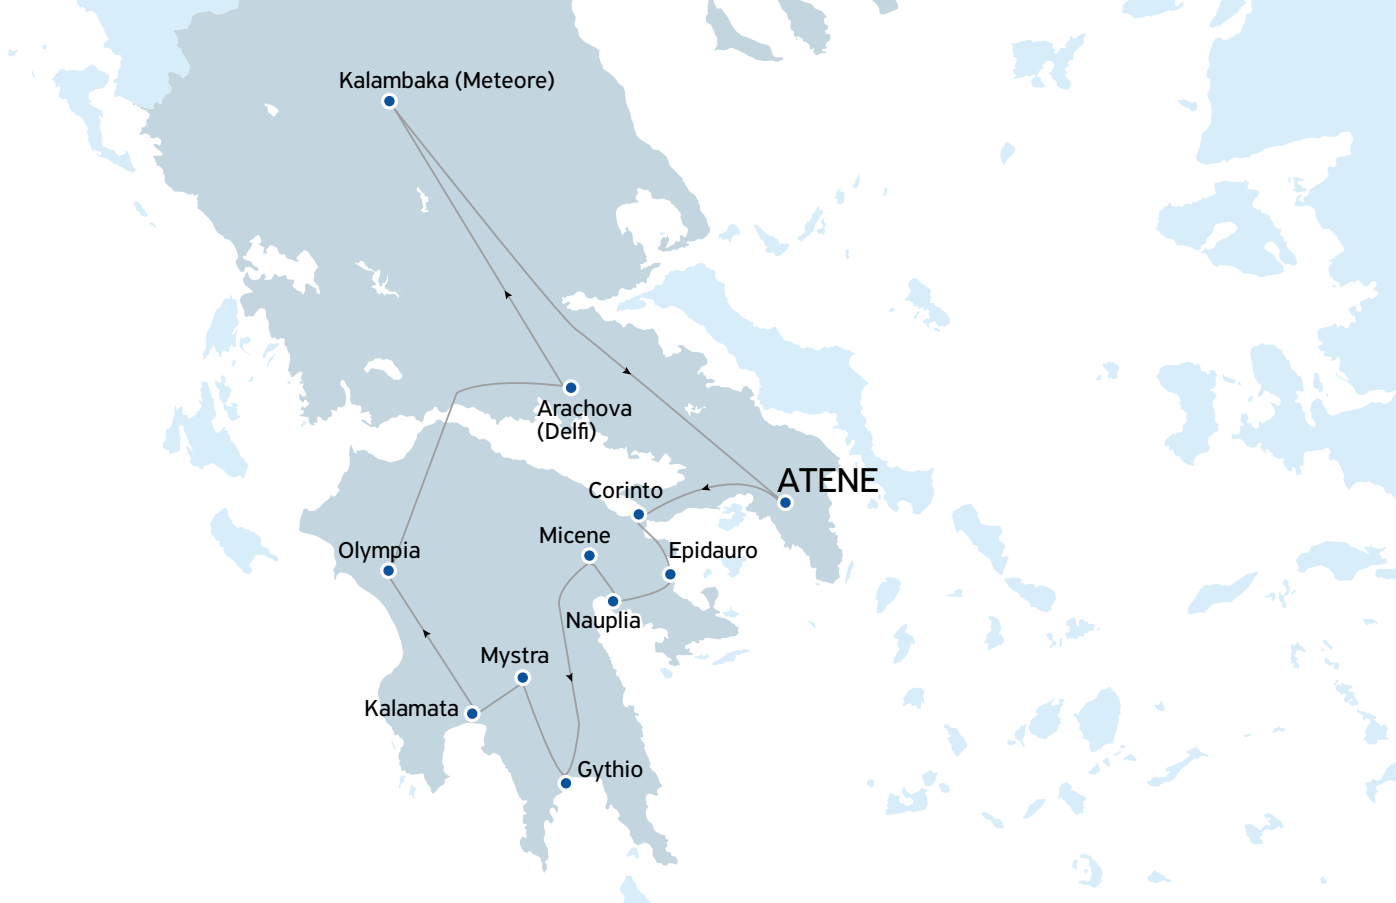 Kalambaka (Meteore)
Arachova
(Delfi)
ATENE
Corinto
Micene
Epidauro
Olympia
Nauplia
Mystra
Kalamata
Gythio